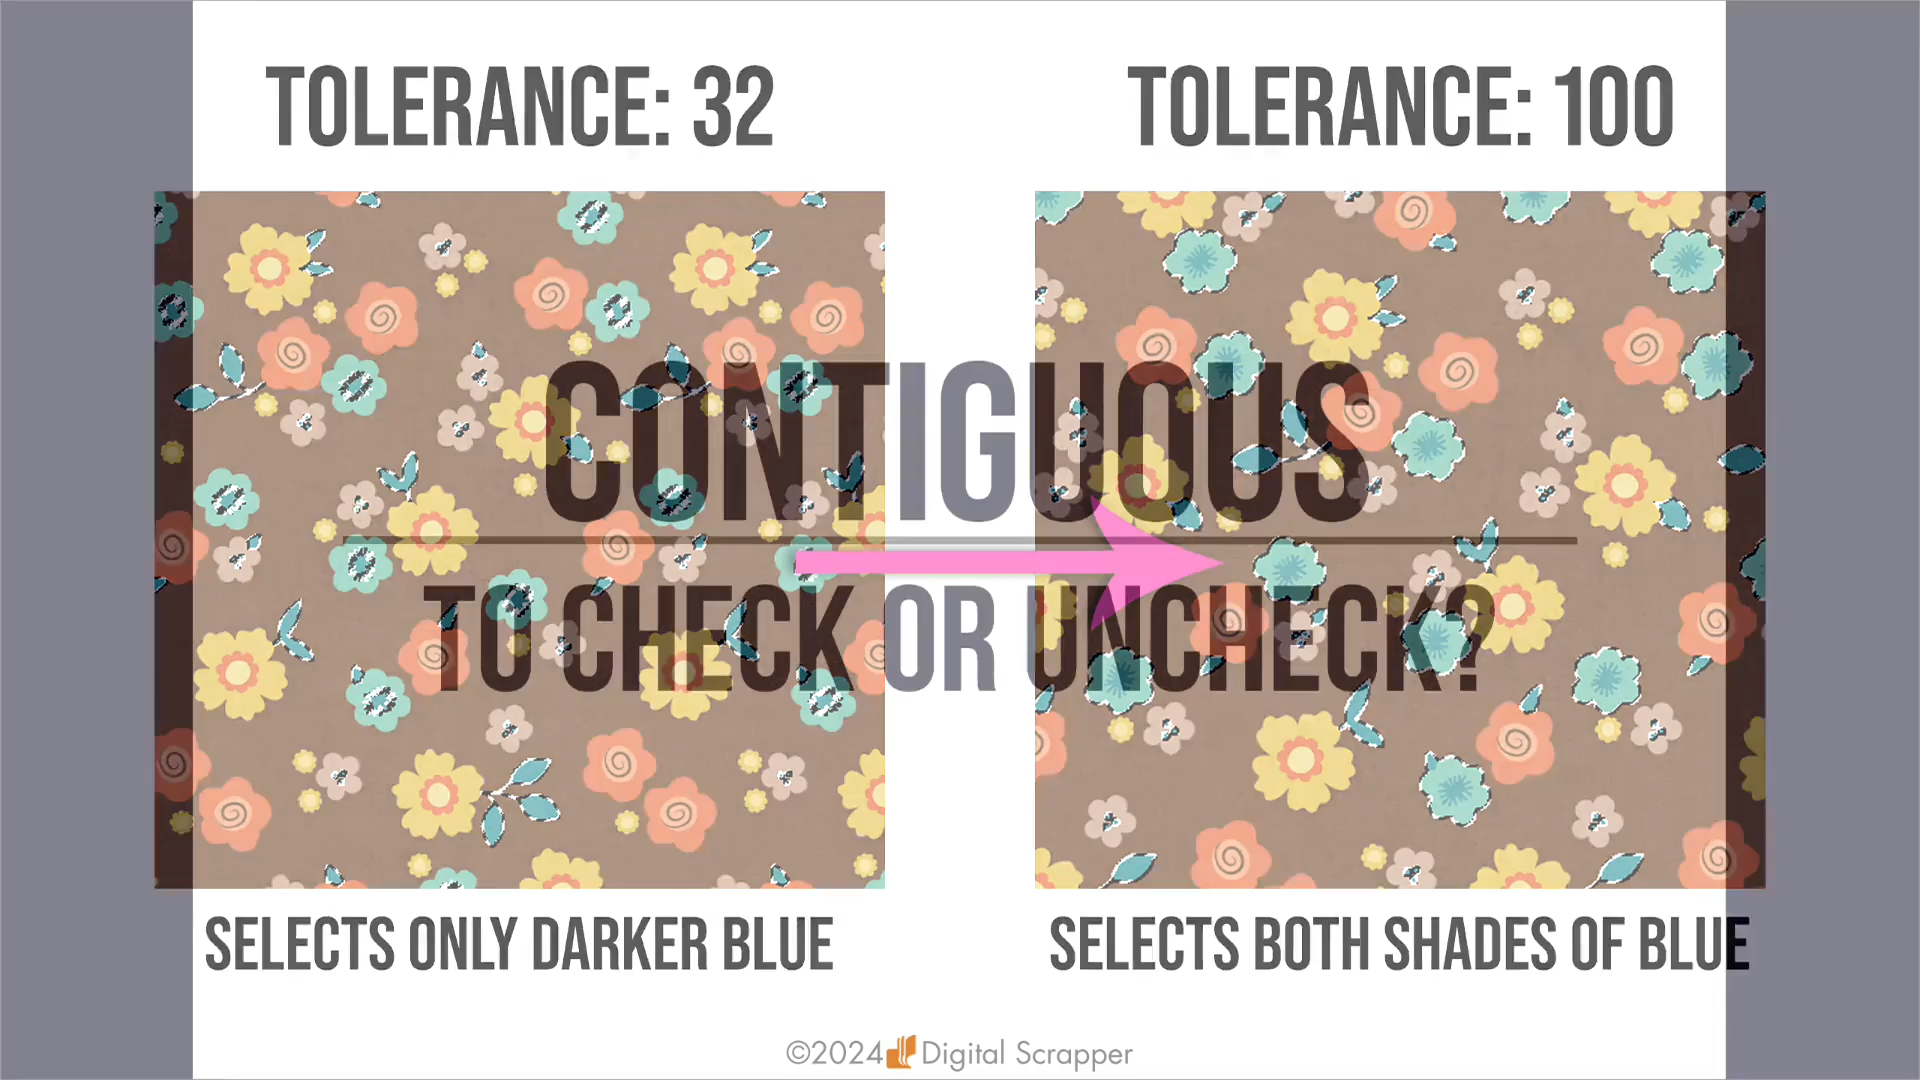 TOLERANCE: 32
TOLERANCE: 100
CONTIGUOUS
TO CHECK OR UNCHECK?
SELECTS ONLY DARKER BLUE
SELECTS BOTH SHADES OF BLUE
©2024 Digital Scrapper